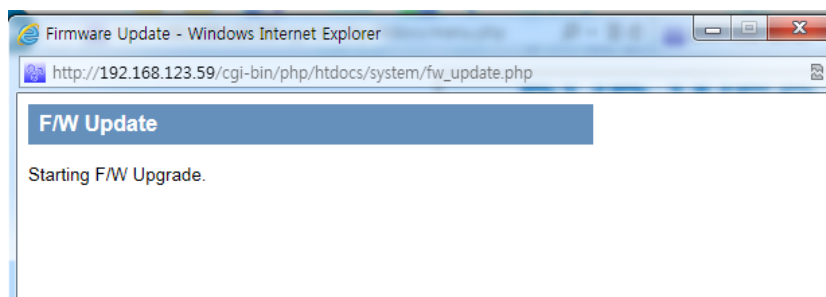 Firmware Update - Windows Internet Explorer
http://192.168.123.59/cgi-bin/php/htdocs/system/fw_update.php
F/W Update
Starting F/W Upgrade.